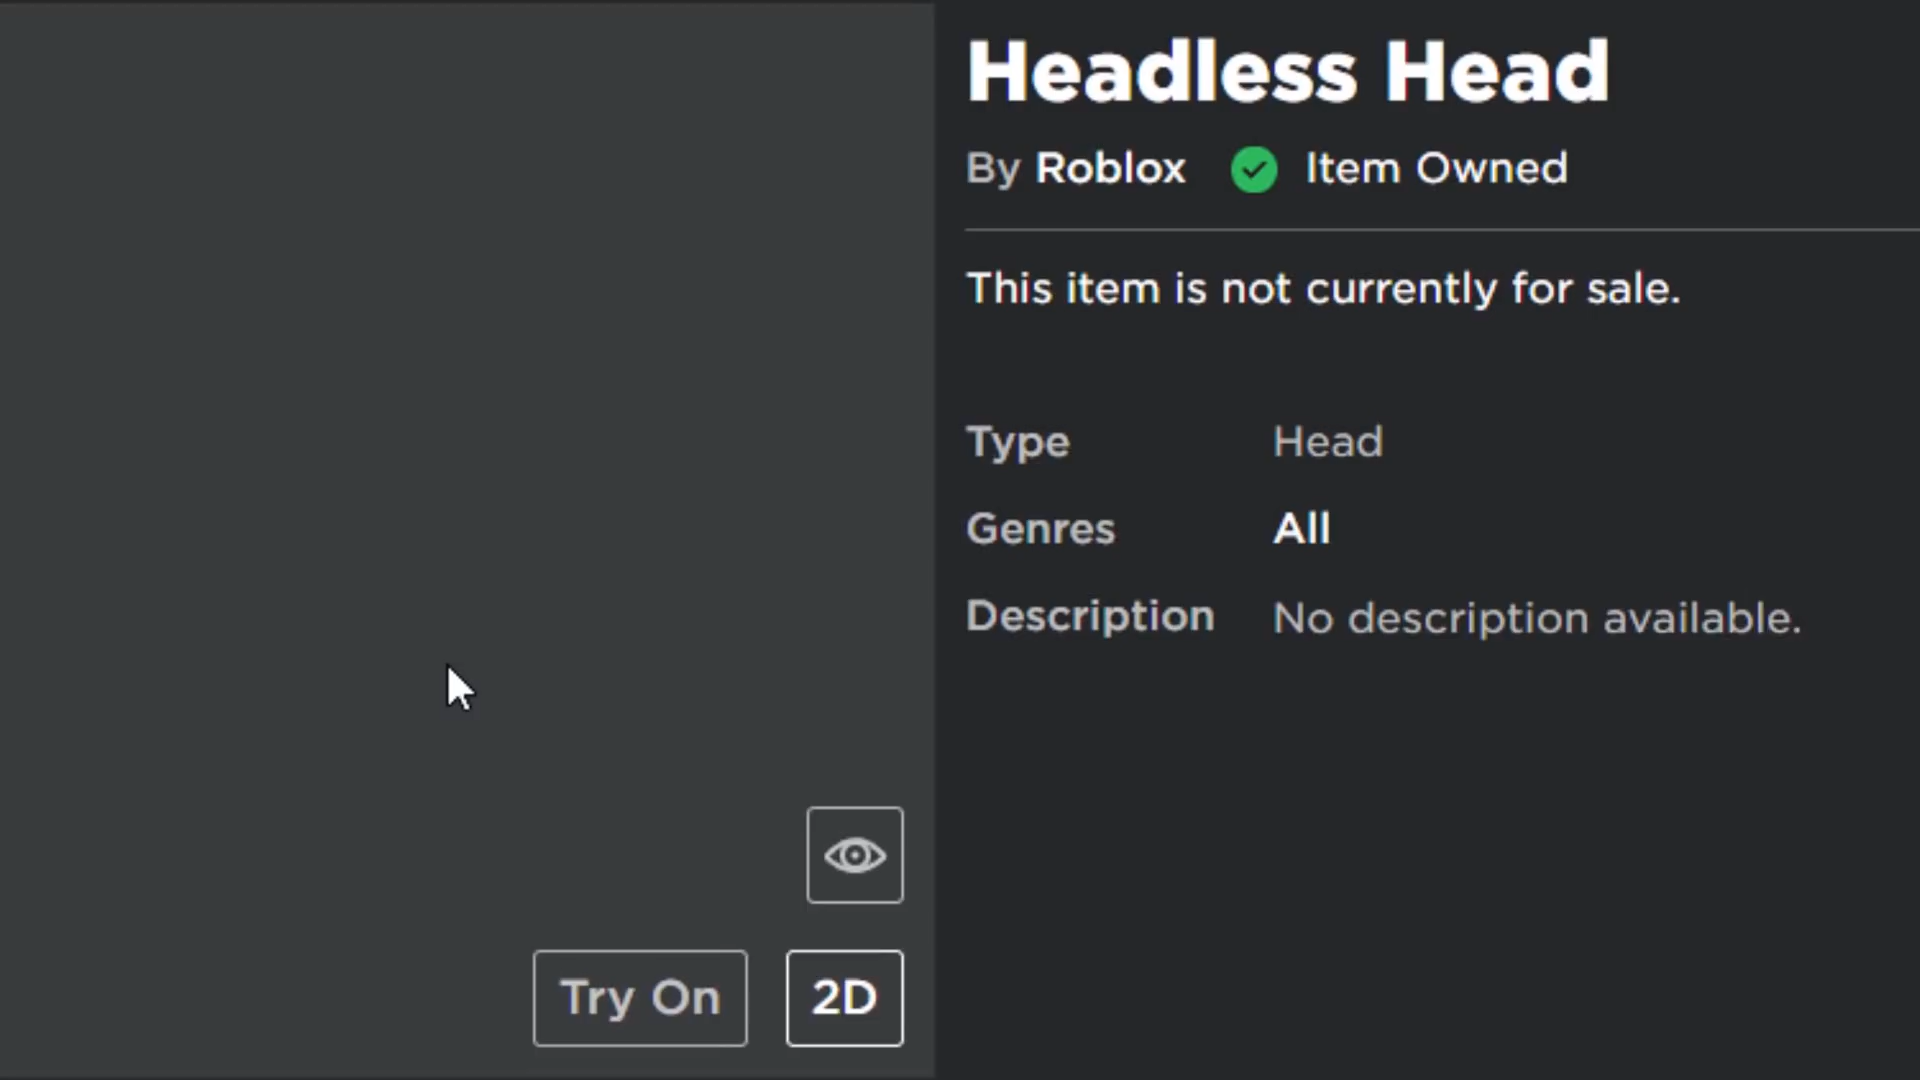 Headless Head
By Roblox Item Owned
This item is not currently for sale.
Type Head
Genres All
Description No description available.
Try On 2D